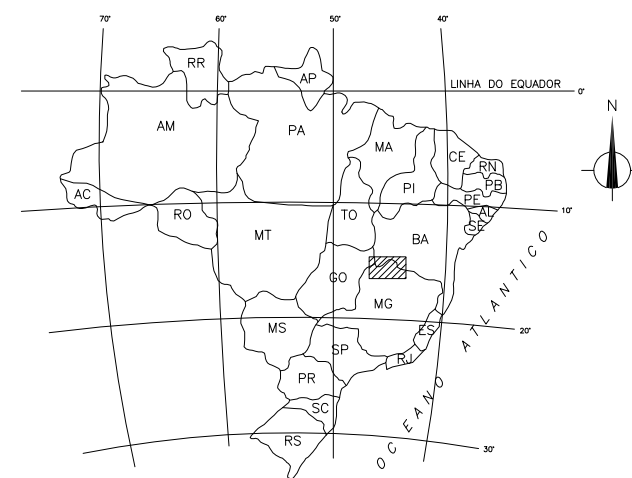 70° 60° 50° 40°
RR
AP
LINHA DO EQUADOR
0°
N
AM
PA
MA
CE
RN
PB
PI
PE
AL
SE
AC
RO
TO
10°
MT
BA
GO
MG
MS
ES
20°
SP
RJ
PR
SC
RS
30°
OCEANO ATLANTICO